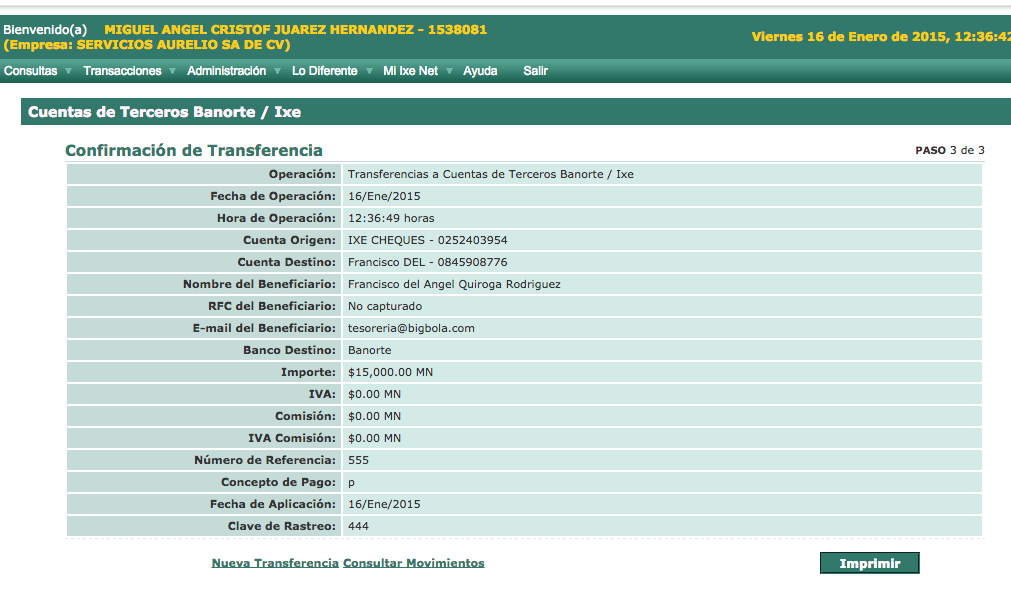 Bienvenido(a) MIGUEL ANGEL CRISTOF JUAREZ HERNANDEZ - 1538081
(Empresa: SERVICIOS AURELIO SA DE CV)
Viernes 16 de Enero de 2015, 12:36:42
Consultas Transacciones Administración Lo Diferente Mi Ixe Net Ayuda Salir
Cuentas de Terceros Banorte / Ixe
Confirmación de Transferencia PASO 3 de 3
Operación: Transferencias a Cuentas de Terceros Banorte / Ixe
Fecha de Operación: 16/Ene/2015
Hora de Operación: 12:36:49 horas
Cuenta Origen: IXE CHEQUES - 0252403954
Cuenta Destino: Francisco DEL - 0845908776
Nombre del Beneficiario: Francisco del Angel Quiroga Rodriguez
RFC del Beneficiario: No capturado
E-mail del Beneficiario: tesoreria@bigbola.com
Banco Destino: Banorte
Importe: $15,000.00 MN
IVA: $0.00 MN
Comisión: $0.00 MN
IVA Comisión: $0.00 MN
Número de Referencia: 555
Concepto de Pago: p
Fecha de Aplicación: 16/Ene/2015
Clave de Rastreo: 444
Nueva Transferencia Consultar Movimientos Imprimir